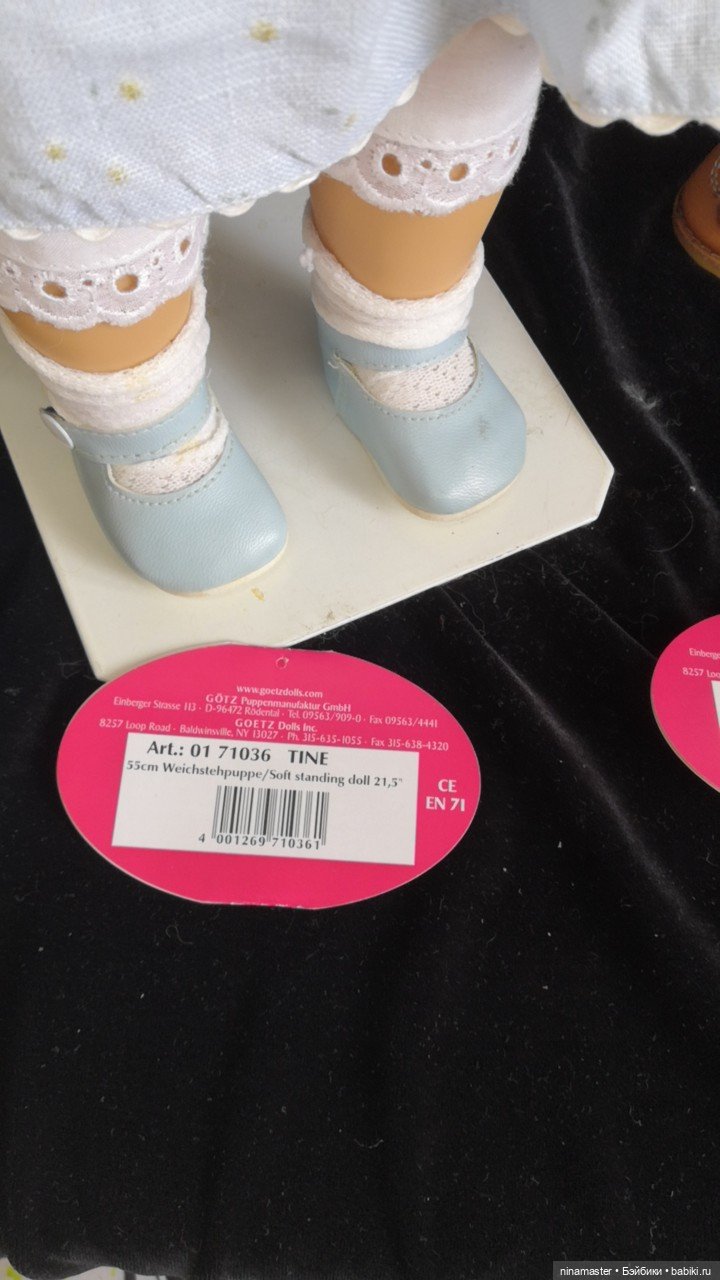 www.goetzdolls.com
GÖTZ Puppenmanufaktur GmbH
Einberger Strasse 113 · D-96472 Rödental · Tel. 09563/909-0 · Fax 09563/4441
GOETZ Dolls Inc.
8257 Loop Road · Baldwinsville, NY 13027 · Ph. 315-635-1055 · Fax 315-638-4320
Art.: 01 71036 TINE
55cm Weichstehpuppe/Soft standing doll 21,5"
4 001269 710361
CE
EN 71
8257
ninamaster • Бэйбики • babiki.ru